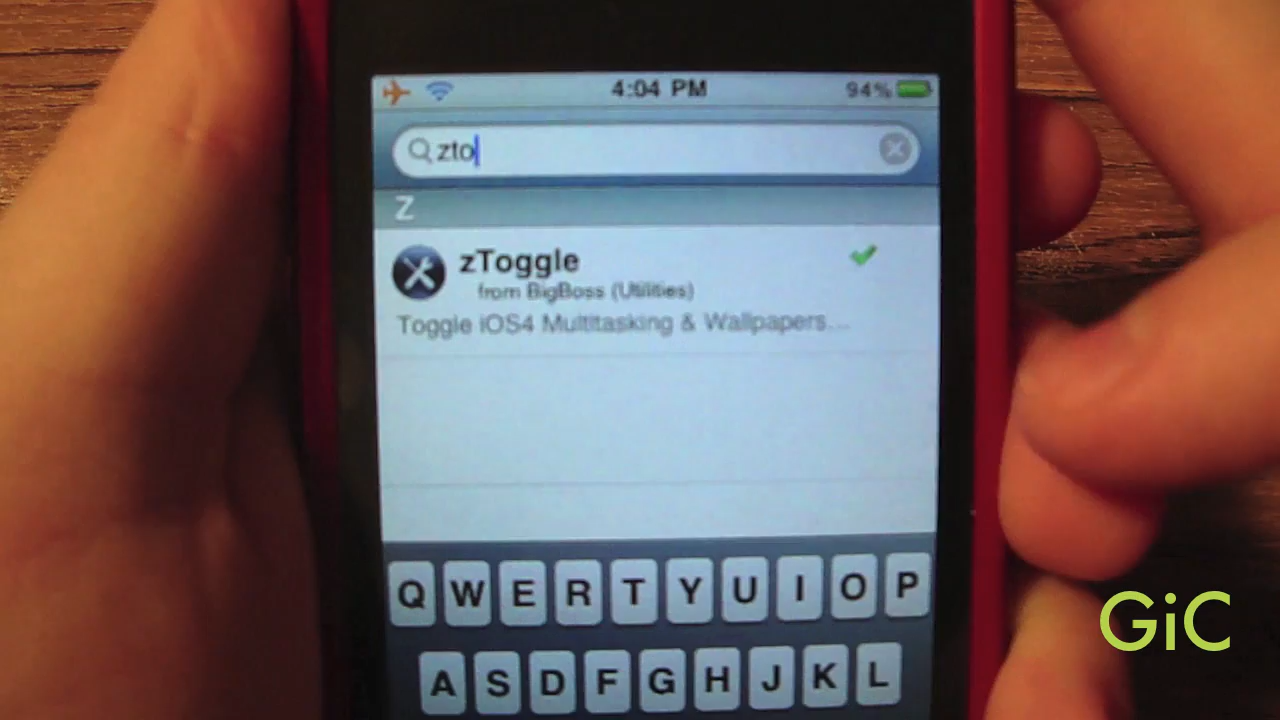 4:04 PM 94%
zto
Z
zToggle
from BigBoss (Utilities)
Toggle iOS4 Multitasking & Wallpapers...
Q W E R T Y U I O P
A S D F G H J K L
GiC